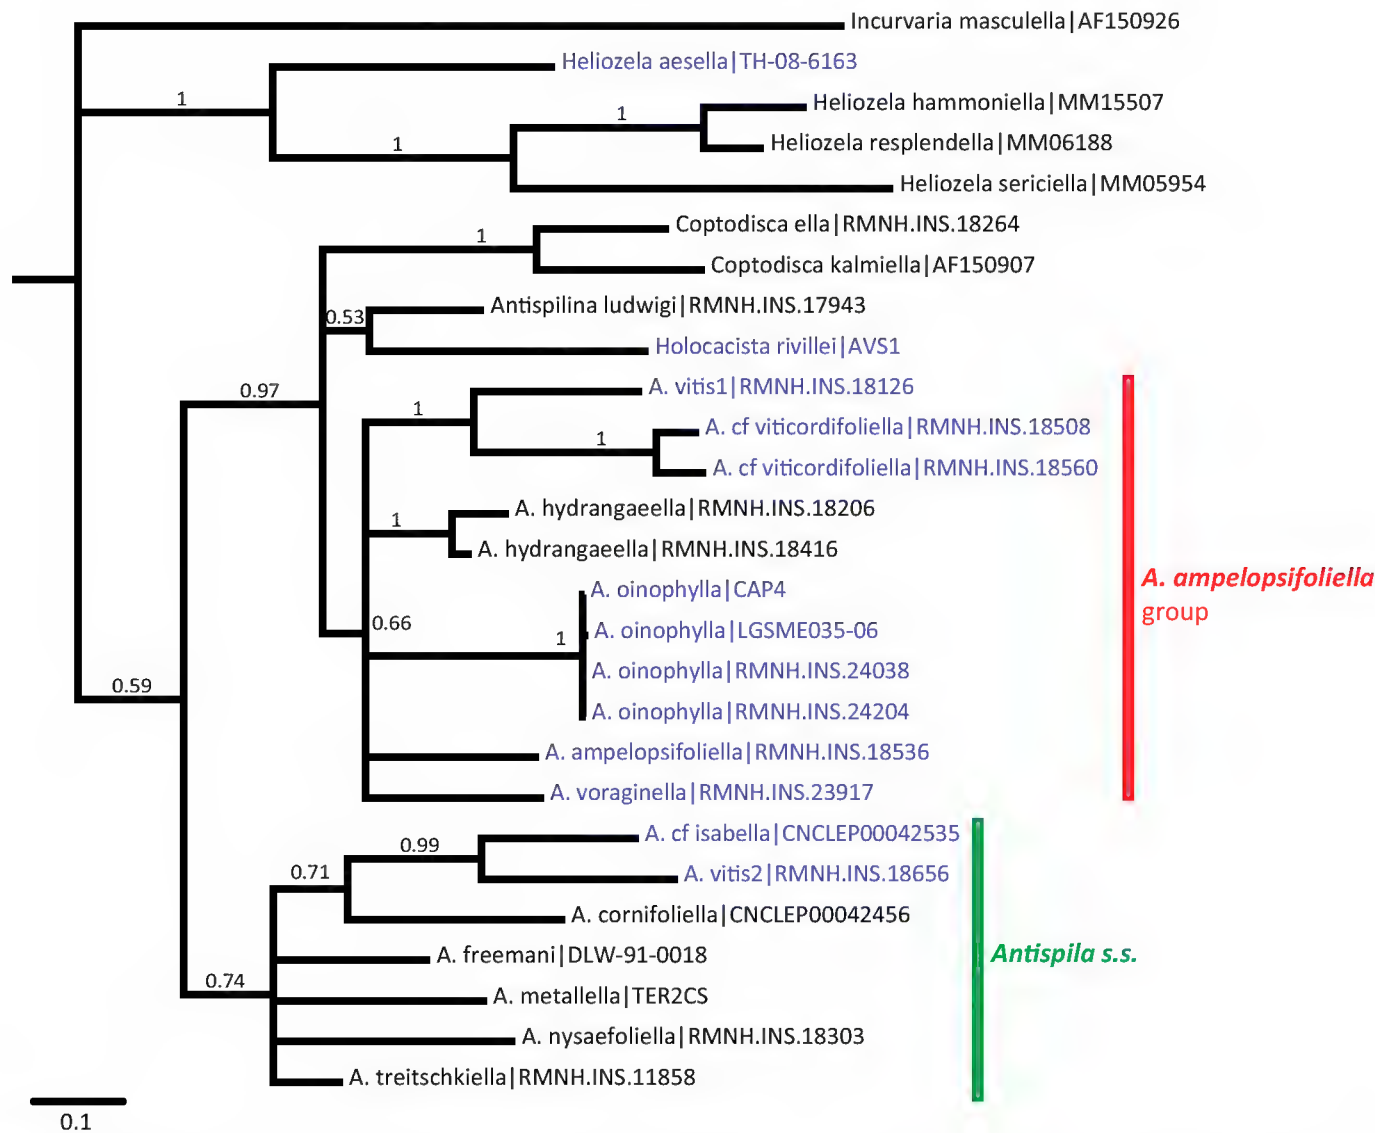 Incurvaria masculella|AF150926
Heliozela aesella|TH-08-6163
1
Heliozela hammoniella|MM15507
1
1
Heliozela resplendella|MM06188
Heliozela sericiella|MM05954
Coptodisca ella|RMNH.INS.18264
1
Coptodisca kalmiella|AF150907
Antispilina ludwigi|RMNH.INS.17943
0.53
Holocacista rivillei|AVS1
0.97
A. vitis1|RMNH.INS.18126
1
A. cf viticordifoliella|RMNH.INS.18508
1
A. cf viticordifoliella|RMNH.INS.18560
A. hydrangaeella|RMNH.INS.18206
1
A. hydrangaeella|RMNH.INS.18416
A. ampelopsifoliella
group
A. oinophylla|CAP4
0.66
A. oinophylla|LGSME035-06
1
A. oinophylla|RMNH.INS.24038
0.59
A. oinophylla|RMNH.INS.24204
A. ampelopsifoliella|RMNH.INS.18536
A. voraginella|RMNH.INS.23917
A. cf isabella|CNCLEP00042535
0.99
0.71
A. vitis2|RMNH.INS.18656
A. cornifoliella|CNCLEP00042456
A. freemani|DLW-91-0018
Antispila s.s.
0.74
A. metallella|TER2CS
A. nysaefoliella|RMNH.INS.18303
A. treitschkiella|RMNH.INS.11858
0.1